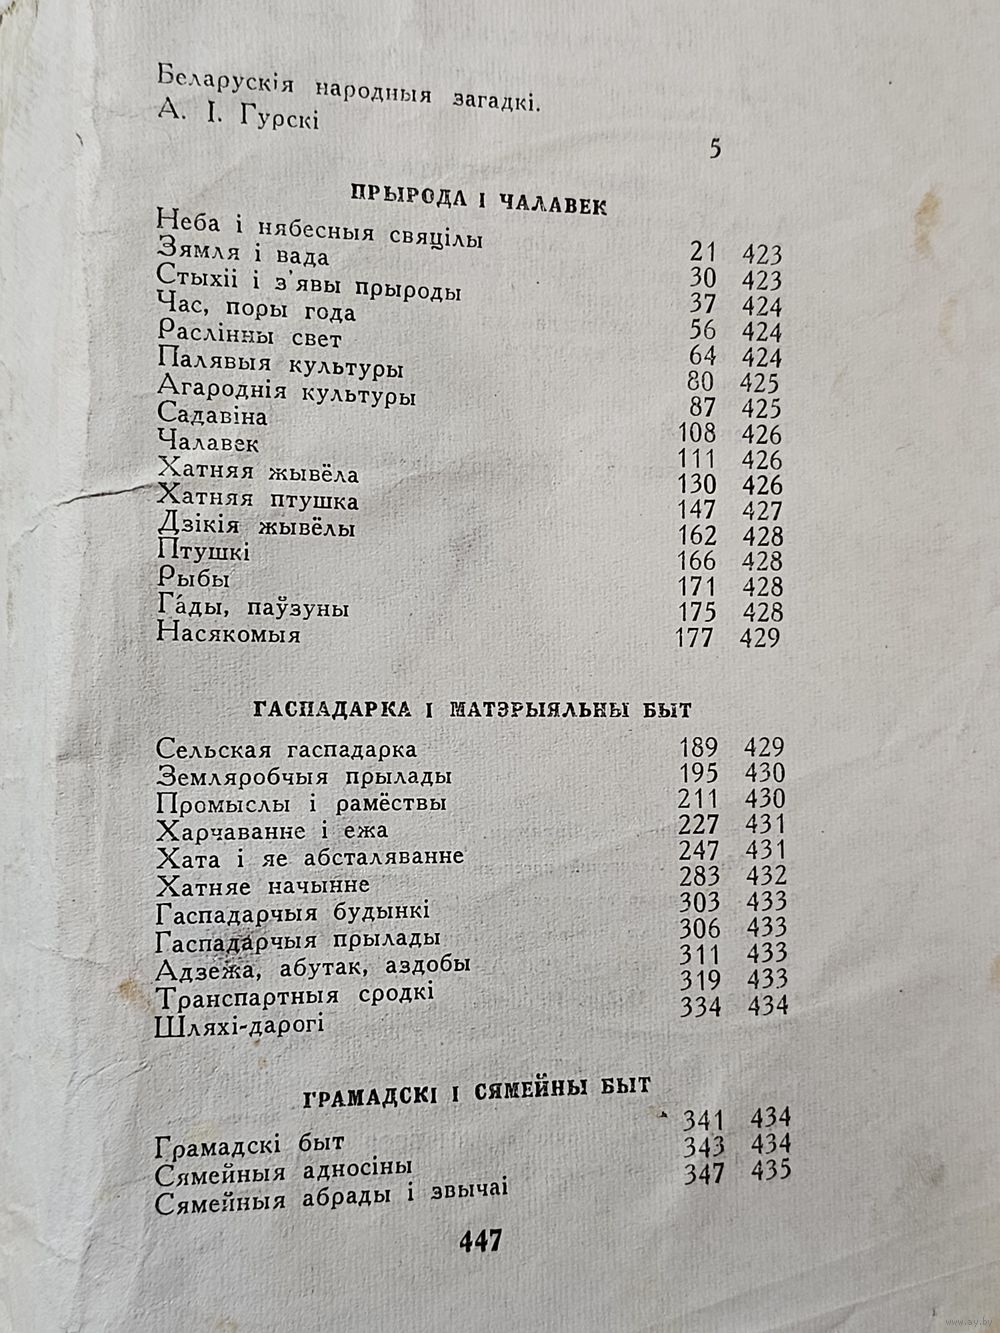 Беларускія народныя загадкі.
А. І. Гурскі 5
ПРЫРОДА І ЧАЛАВЕК
Неба і нябесныя свяцілы 21 423
Зямля і вада 30 423
Стыхіі і з'явы прыроды 37 424
Час, поры года 56 424
Раслінны свет 64 424
Палявыя культуры 80 425
Агароднія культуры 87 425
Садавіна 108 426
Чалавек 111 426
Хатняя жывёла 130 426
Хатняя птушка 147 427
Дзікія жывёлы 162 428
Птушкі 166 428
Рыбы 171 428
Га́ды, паўзуны 175 428
Насякомыя 177 429
ГАСПАДАРКА І МАТЭРЫЯЛЬНЫ БЫТ
Сельская гаспадарка 189 429
Земляробчыя прылады 195 430
Промыслы і рамёствы 211 430
Харчаванне і ежа 227 431
Хата і яе абсталяванне 247 431
Хатняе начынне 283 432
Гаспадарчыя будынкі 303 433
Гаспадарчыя прылады 306 433
Адзежа, абутак, аздобы 311 433
Транспартныя сродкі 319 433
Шляхі-дарогі 334 434
ГРАМАДСКІ І СЯМЕЙНЫ БЫТ
Грамадскі быт 341 434
Сямейныя адносіны 343 434
Сямейныя абрады і звычаі 347 435
447
www.ay.by